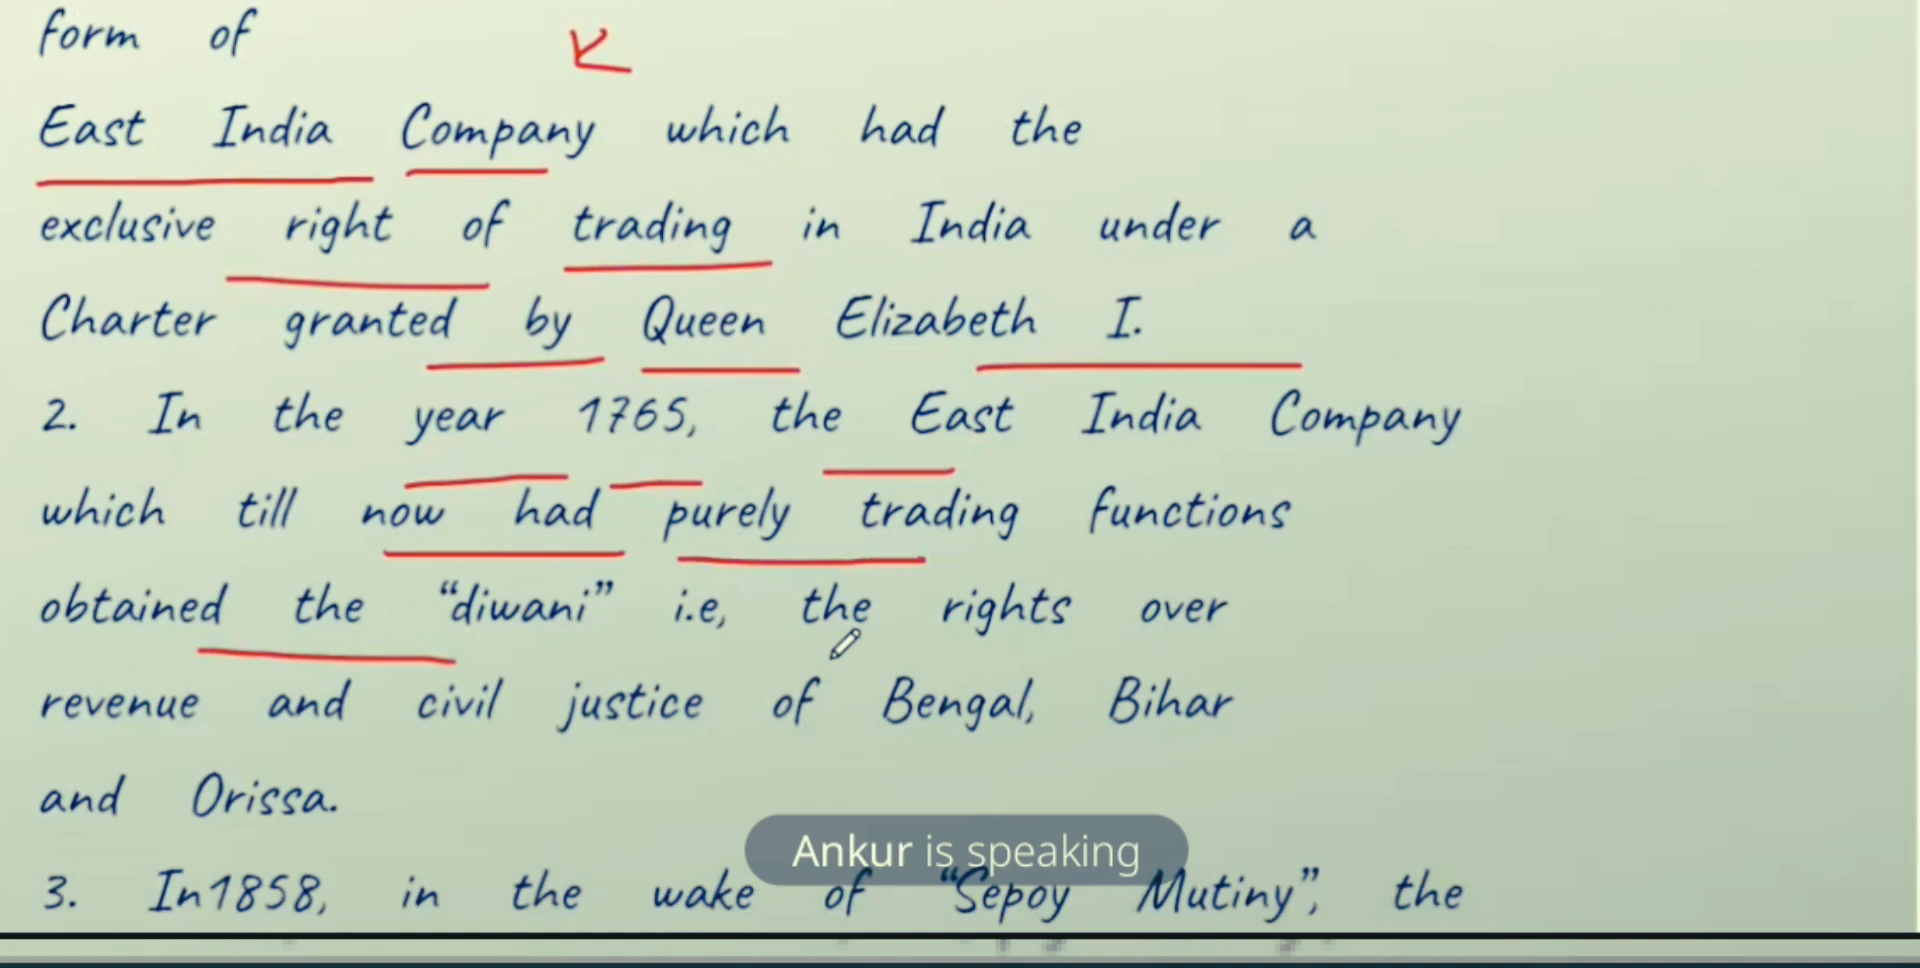 form of
East India Company which had the
exclusive right of trading in India under a
Charter granted by Queen Elizabeth I.
2. In the year 1765, the East India Company
which till now had purely trading functions
obtained the “diwani” i.e, the rights over
revenue and civil justice of Bengal, Bihar
and Orissa.
Ankur is speaking
3. In1858, in the wake of “Sepoy Mutiny”, the